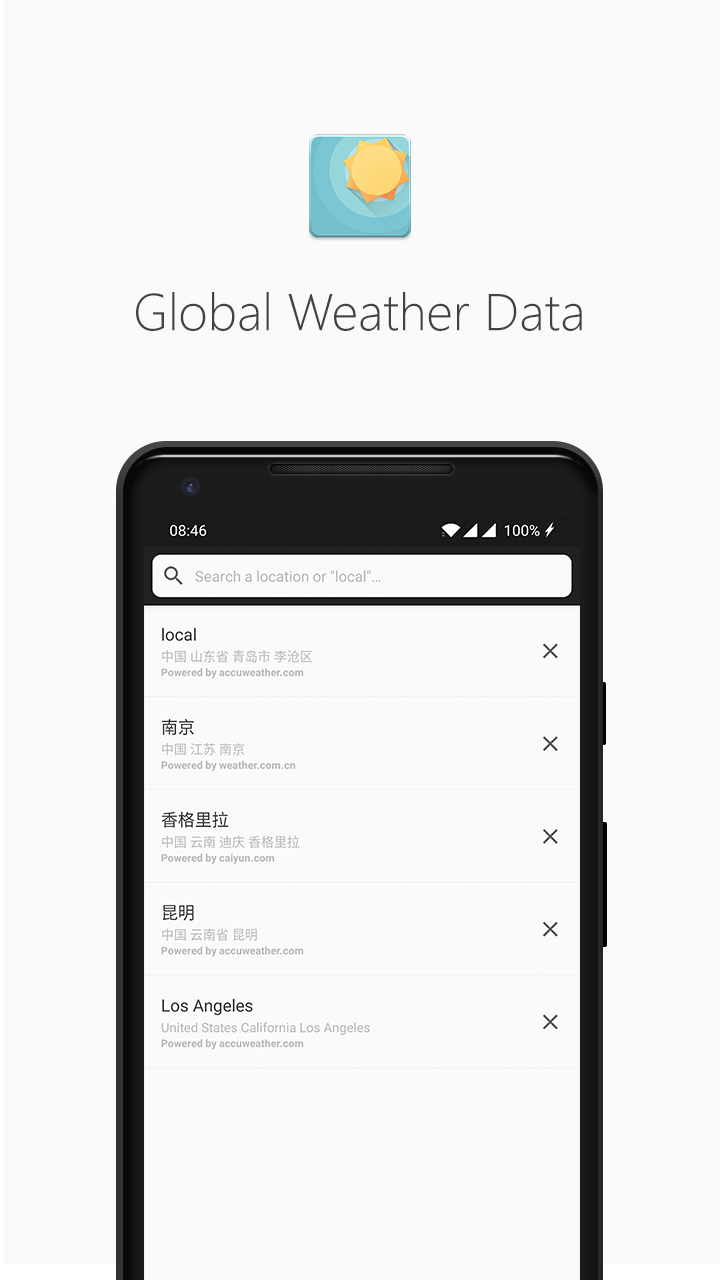 Global Weather Data
08:46
100%
Search a location or "local"...
local
中国 山东省 青岛市 李沧区
Powered by accuweather.com
南京
中国 江苏 南京
Powered by weather.com.cn
香格里拉
中国 云南 迪庆 香格里拉
Powered by caiyun.com
昆明
中国 云南省 昆明
Powered by accuweather.com
Los Angeles
United States California Los Angeles
Powered by accuweather.com